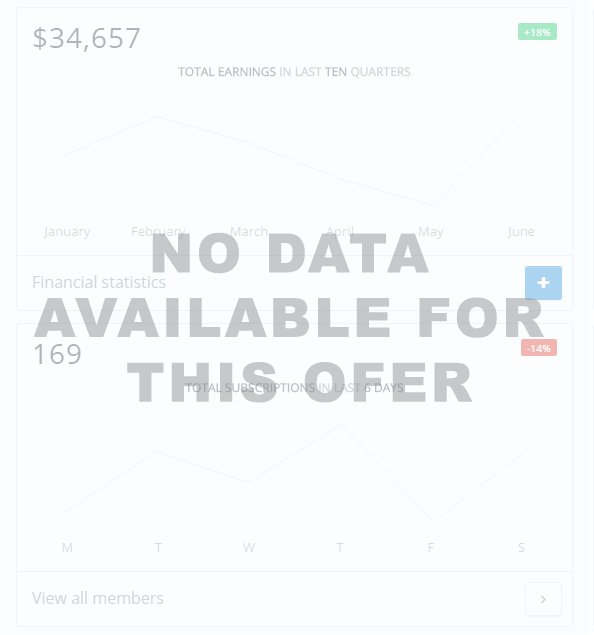 $34,657
+18%
TOTAL EARNINGS IN LAST TEN QUARTERS
January February March April May June
NO DATA
Financial statistics
AVAILABLE FOR
169
-14%
THIS OFER
TOTAL SUBSCRIPTIONS IN LAST 6 DAYS
M T W T F S
View all members